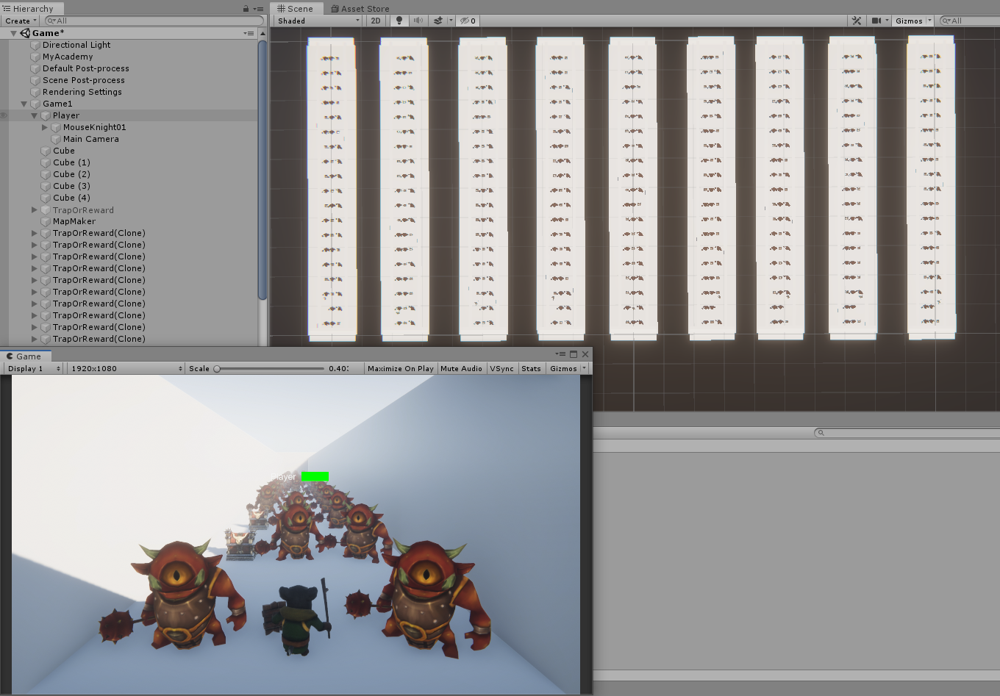 Hierarchy
Create
All
Game*
Directional Light
MyAcademy
Default Post-process
Scene Post-process
Rendering Settings
Game1
Player
MouseKnight01
Main Camera
Cube
Cube (1)
Cube (2)
Cube (3)
Cube (4)
TrapOrReward
MapMaker
TrapOrReward(Clone)
TrapOrReward(Clone)
TrapOrReward(Clone)
TrapOrReward(Clone)
TrapOrReward(Clone)
TrapOrReward(Clone)
TrapOrReward(Clone)
TrapOrReward(Clone)
TrapOrReward(Clone)
TrapOrReward(Clone)
Scene Asset Store
Shaded 2D 0 Gizmos All
Game
Display 1 1920x1080 Scale 0.40 Maximize On Play Mute Audio VSync Stats Gizmos
layer